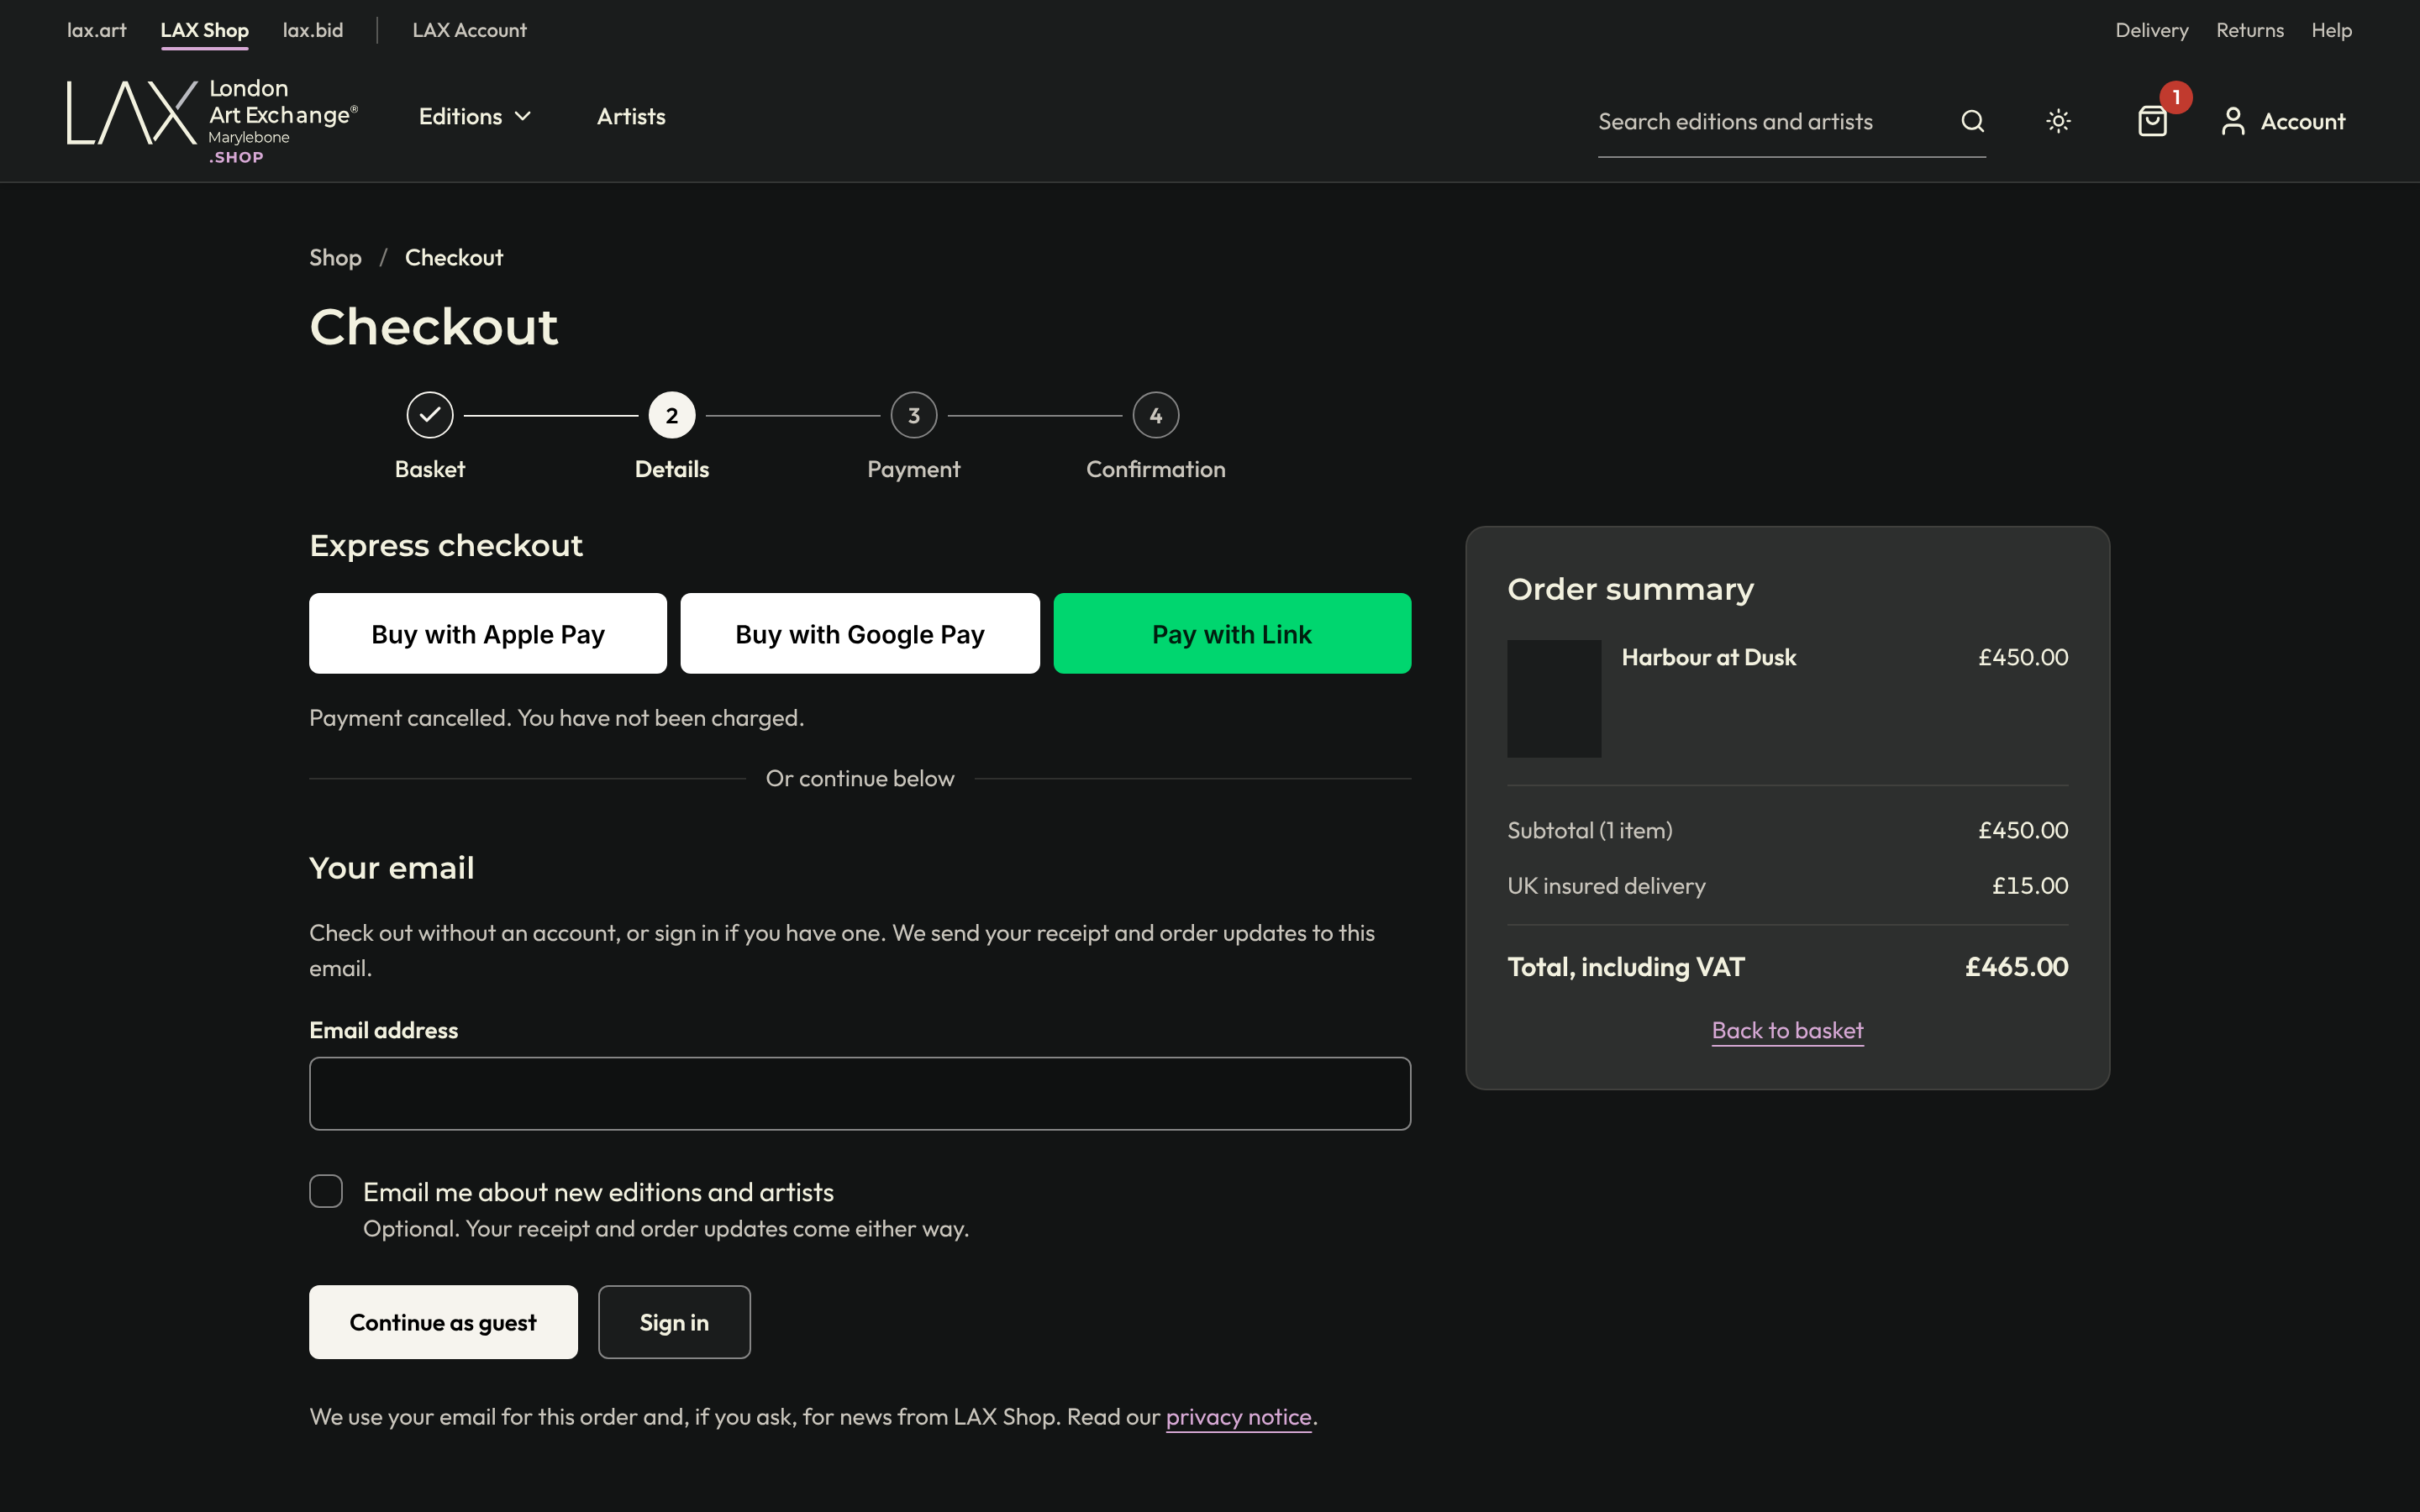 lax.art LAX Shop lax.bid LAX Account Delivery Returns Help
LAX London
Art Exchange®
Marylebone
.SHOP
Editions Artists Search editions and artists 1 Account
Shop / Checkout
Checkout
2 3 4
Basket Details Payment Confirmation
Express checkout
Buy with Apple Pay Buy with Google Pay Pay with Link
Payment cancelled. You have not been charged.
Or continue below
Your email
Check out without an account, or sign in if you have one. We send your receipt and order updates to this
email.
Email address
Email me about new editions and artists
Optional. Your receipt and order updates come either way.
Continue as guest Sign in
We use your email for this order and, if you ask, for news from LAX Shop. Read our privacy notice.
Order summary
Harbour at Dusk £450.00
Subtotal (1 item) £450.00
UK insured delivery £15.00
Total, including VAT £465.00
Back to basket